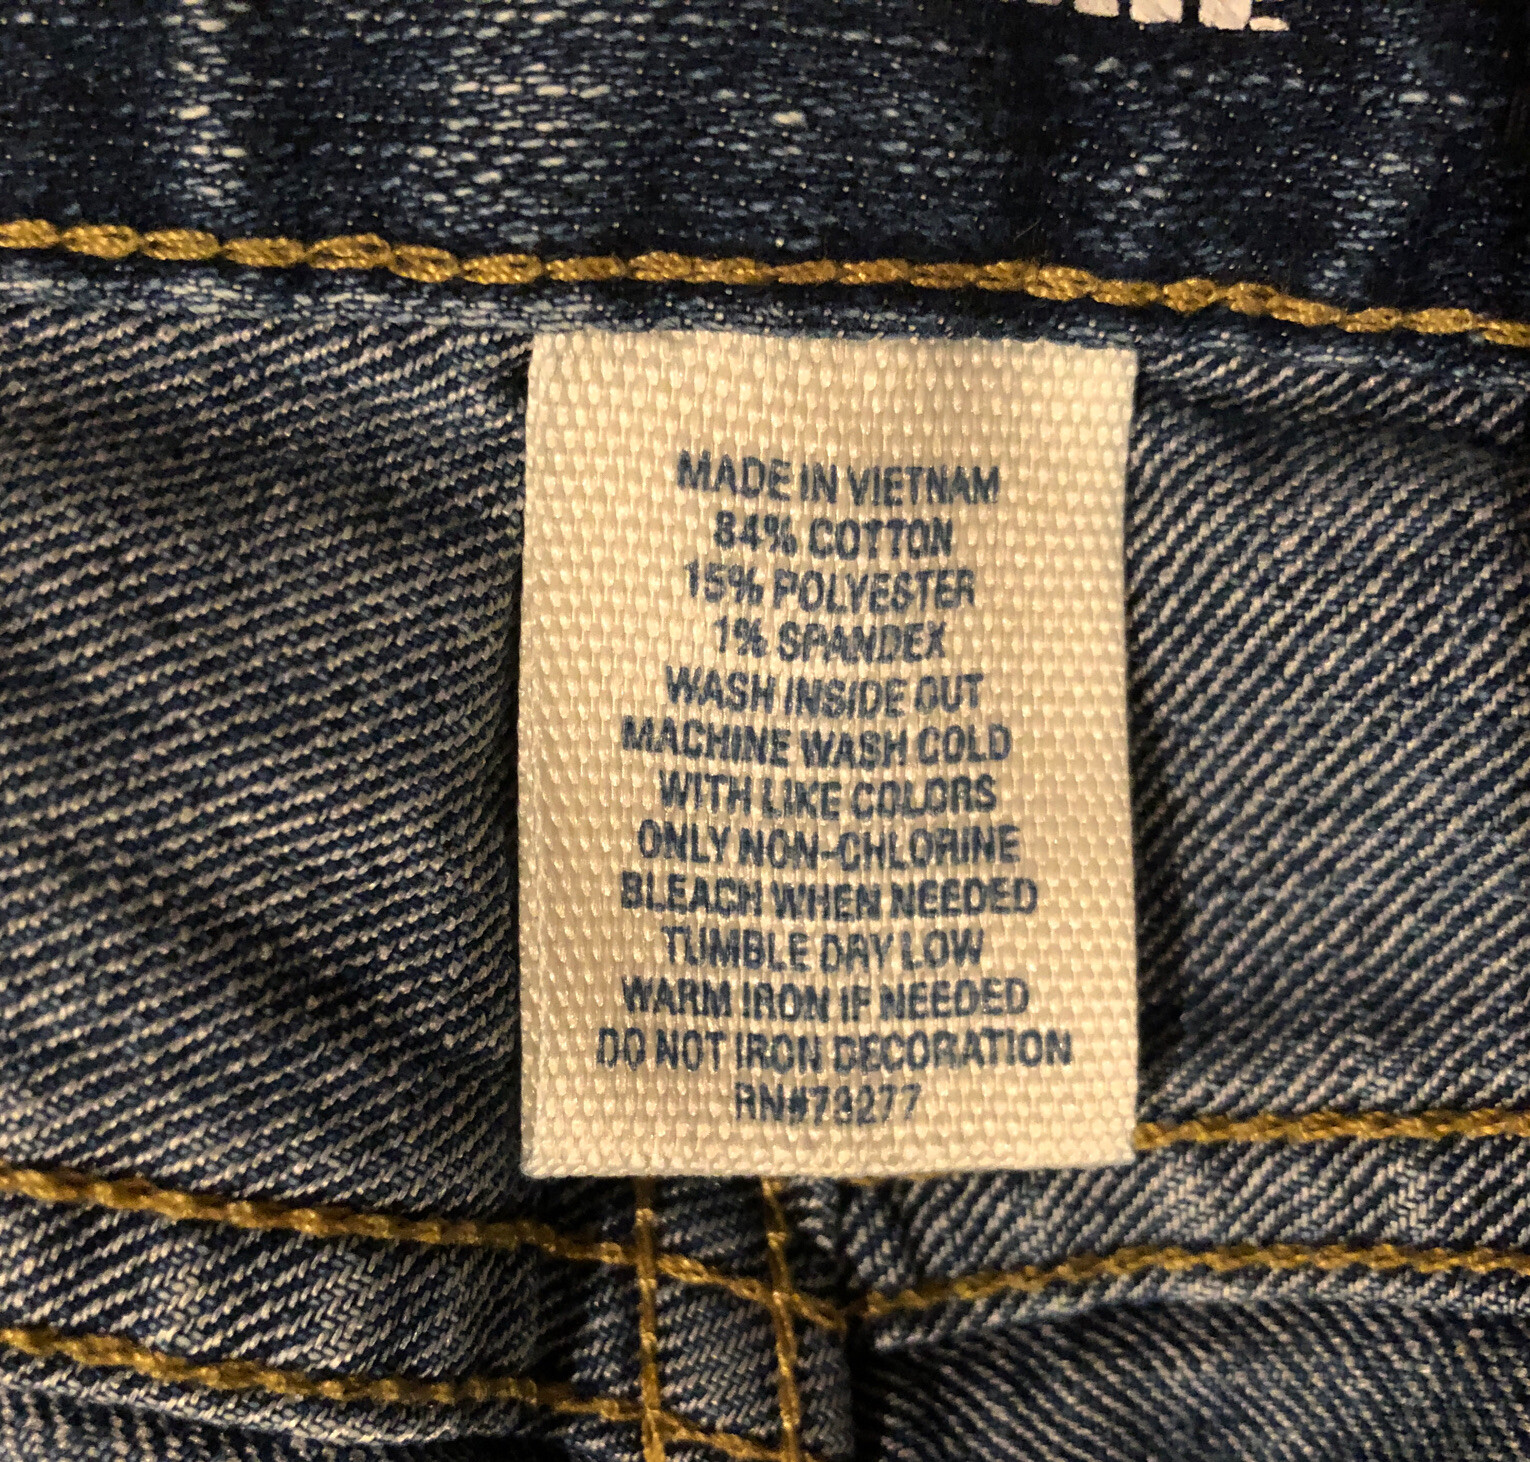 MADE IN VIETNAM
84% COTTON
15% POLYESTER
1% SPANDEX
WASH INSIDE OUT
MACHINE WASH COLD
WITH LIKE COLORS
ONLY NON-CHLORINE
BLEACH WHEN NEEDED
TUMBLE DRY LOW
WARM IRON IF NEEDED
DO NOT IRON DECORATION
RN#73277